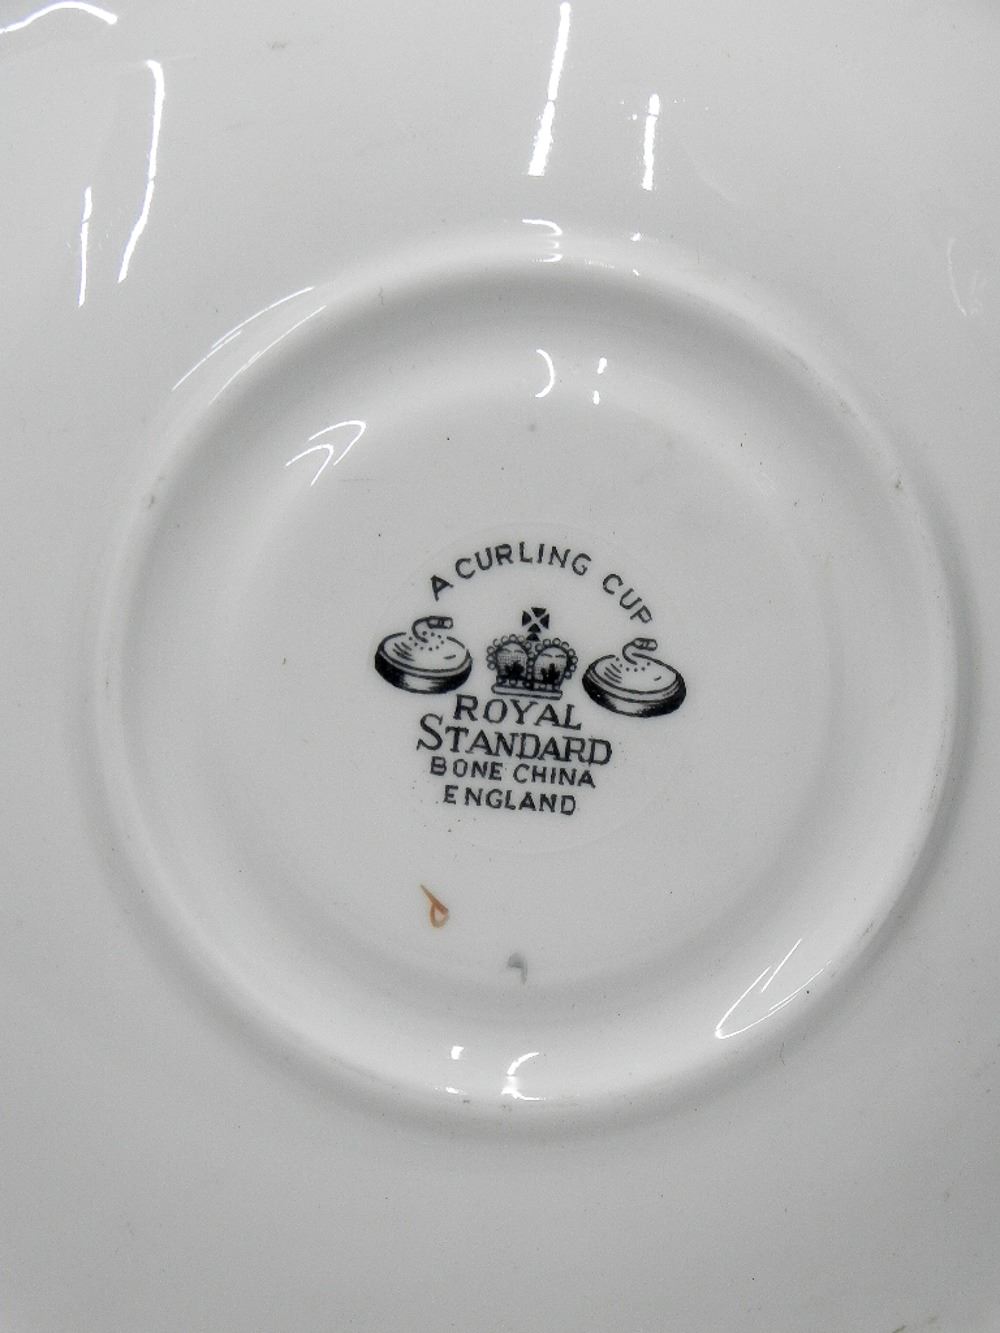 A CURLING CUP
ROYAL
STANDARD
BONE CHINA
ENGLAND